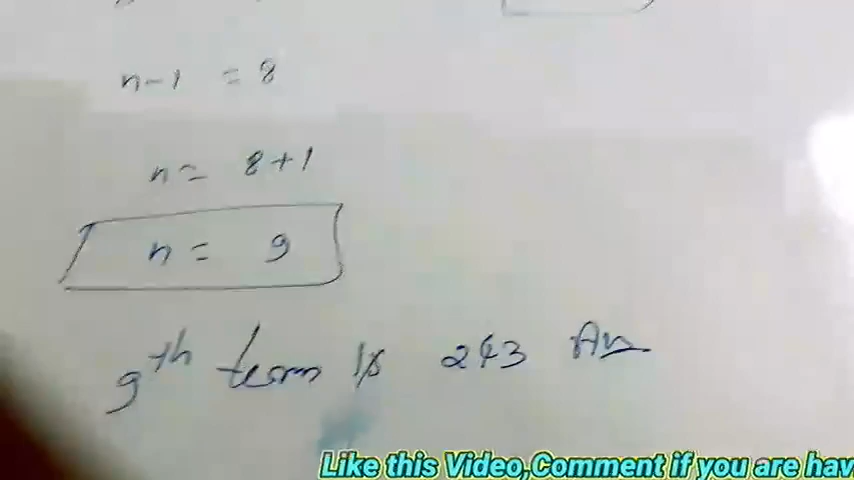 n-1 = 8
n = 8+1
n = 9
9th term is 243 Ans
Like this Video,Comment if you are hav